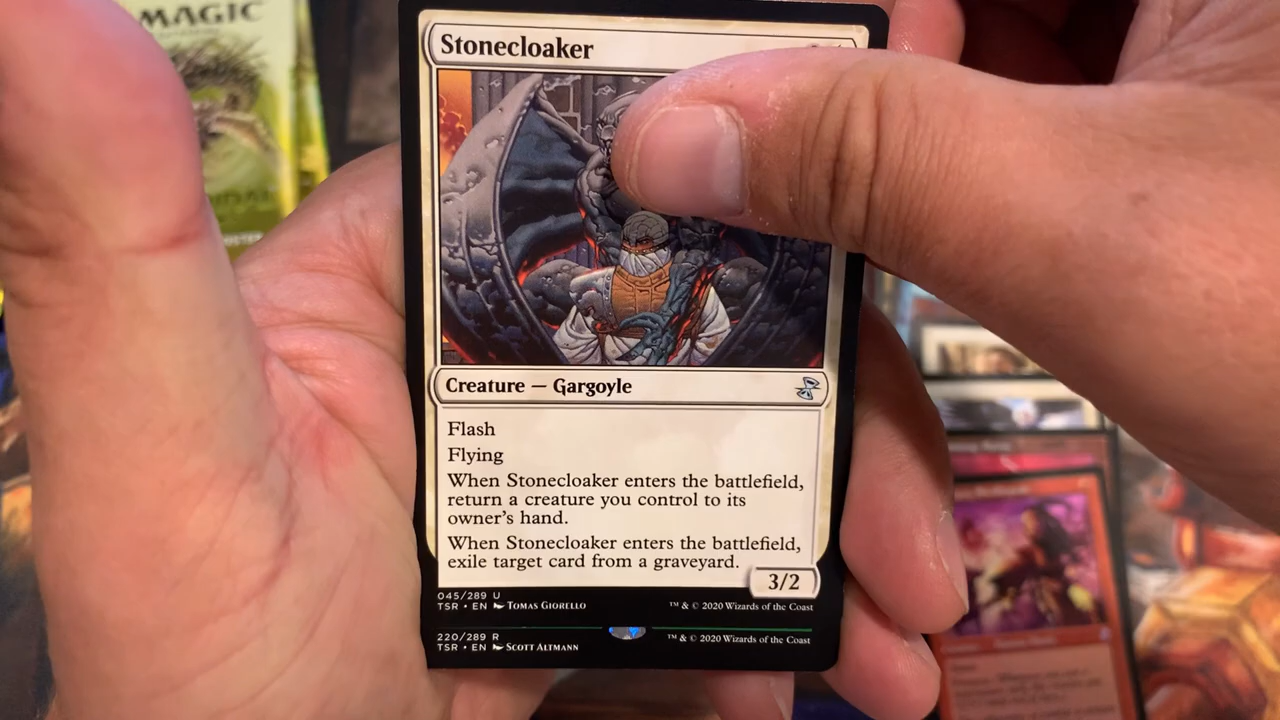 MAGIC
Stonecloaker
Creature — Gargoyle
Flash
Flying
When Stonecloaker enters the battlefield,
return a creature you control to its
owner's hand.
When Stonecloaker enters the battlefield,
exile target card from a graveyard.
3/2
045/289 U
TSR • EN Tomas Giorello
™ & © 2020 Wizards of the Coast
220/289 R
TSR • EN Scott Altmann
™ & © 2020 Wizards of the Coast